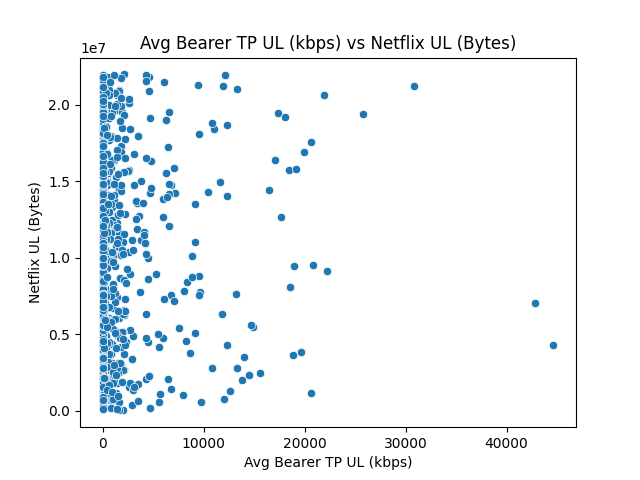 Avg Bearer TP UL (kbps) vs Netflix UL (Bytes)
1e7
2.0
1.5
1.0
0.5
0.0
Netflix UL (Bytes)
0 10000 20000 30000 40000
Avg Bearer TP UL (kbps)